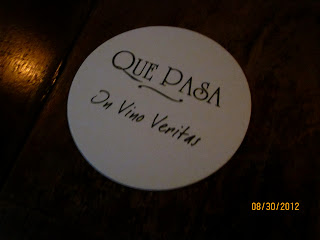 QUE PASA
In Vino Veritas
08/30/2012